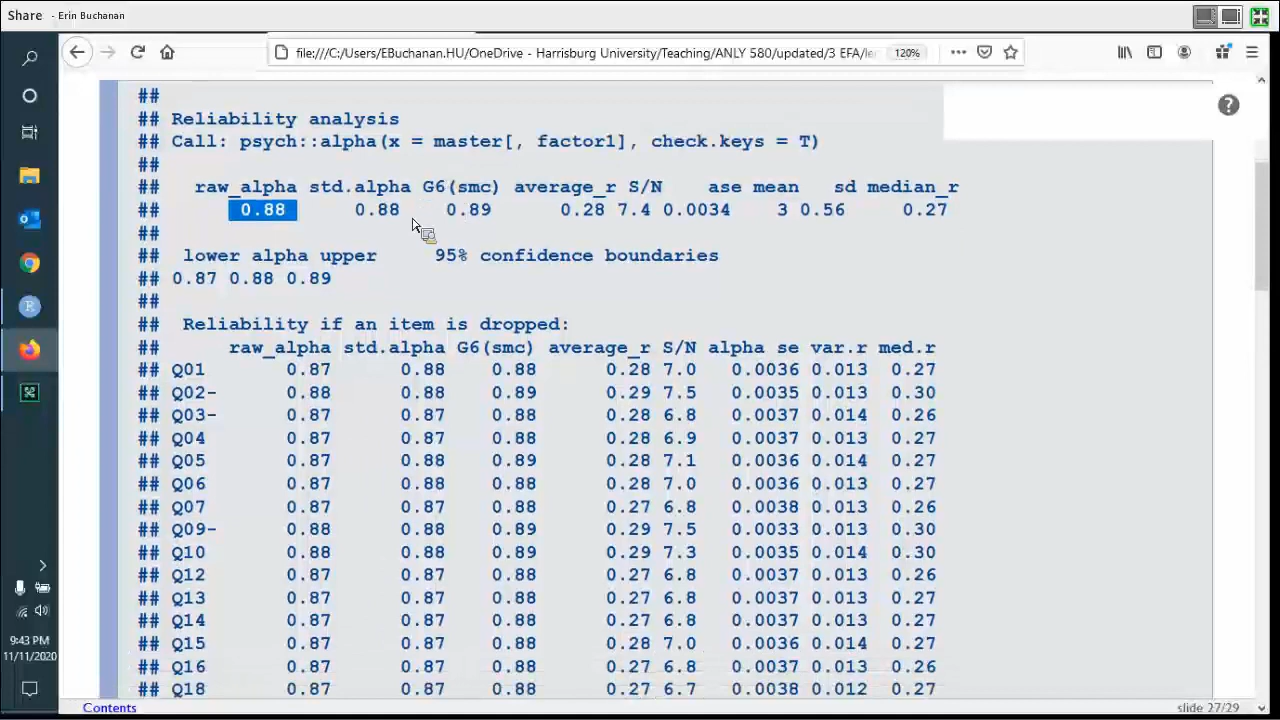 Share - Erin Buchanan
file:///C:/Users/EBuchanan.HU/OneDrive - Harrisburg University/Teaching/ANLY 580/updated/3 EFA/le 120%
##
## Reliability analysis
## Call: psych::alpha(x = master[, factor1], check.keys = T)
##
## raw_alpha std.alpha G6(smc) average_r S/N ase mean sd median_r
## 0.88 0.88 0.89 0.28 7.4 0.0034 3 0.56 0.27
##
## lower alpha upper 95% confidence boundaries
## 0.87 0.88 0.89
##
## Reliability if an item is dropped:
## raw_alpha std.alpha G6(smc) average_r S/N alpha se var.r med.r
## Q01 0.87 0.88 0.88 0.28 7.0 0.0036 0.013 0.27
## Q02- 0.88 0.88 0.89 0.29 7.5 0.0035 0.013 0.30
## Q03- 0.87 0.87 0.88 0.28 6.8 0.0037 0.014 0.26
## Q04 0.87 0.87 0.88 0.28 6.9 0.0037 0.013 0.27
## Q05 0.87 0.88 0.89 0.28 7.1 0.0036 0.014 0.27
## Q06 0.87 0.88 0.88 0.28 7.0 0.0036 0.013 0.27
## Q07 0.87 0.87 0.88 0.27 6.8 0.0038 0.013 0.26
## Q09- 0.88 0.88 0.89 0.29 7.5 0.0033 0.013 0.30
## Q10 0.88 0.88 0.89 0.29 7.3 0.0035 0.014 0.30
## Q12 0.87 0.87 0.88 0.27 6.8 0.0037 0.013 0.26
## Q13 0.87 0.87 0.88 0.27 6.8 0.0038 0.013 0.27
## Q14 0.87 0.87 0.88 0.27 6.8 0.0037 0.013 0.27
## Q15 0.87 0.87 0.88 0.28 7.0 0.0036 0.014 0.27
## Q16 0.87 0.87 0.88 0.27 6.8 0.0037 0.013 0.26
## Q18 0.87 0.87 0.88 0.27 6.7 0.0038 0.012 0.27
9:43 PM
11/11/2020
Contents
slide 27/29